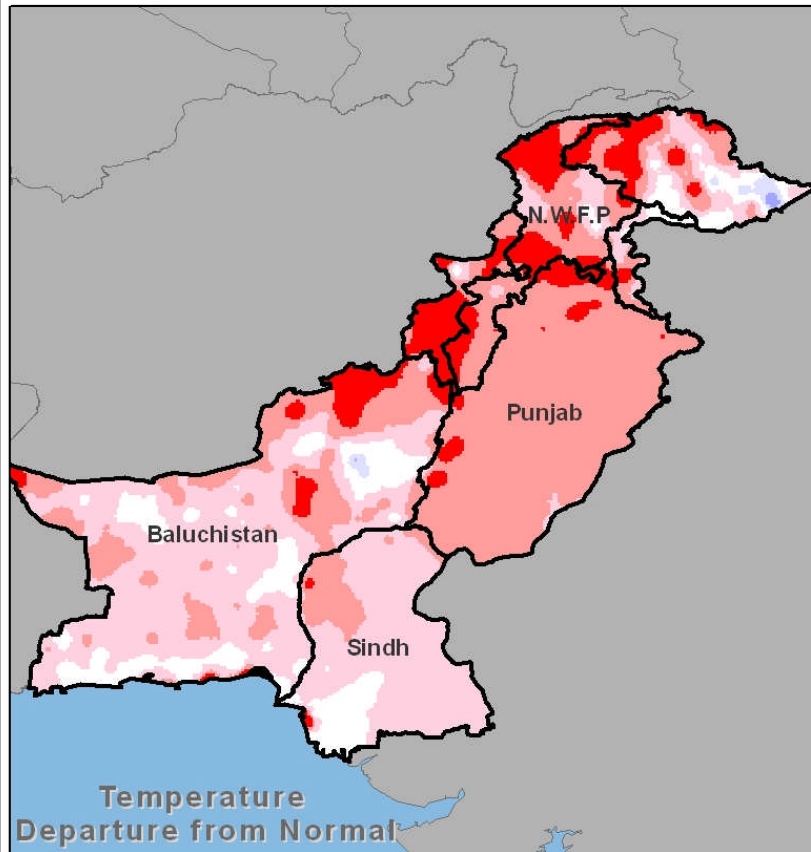 N.W.F.P
Punjab
Baluchistan
Sindh
Temperature
Departure from Normal